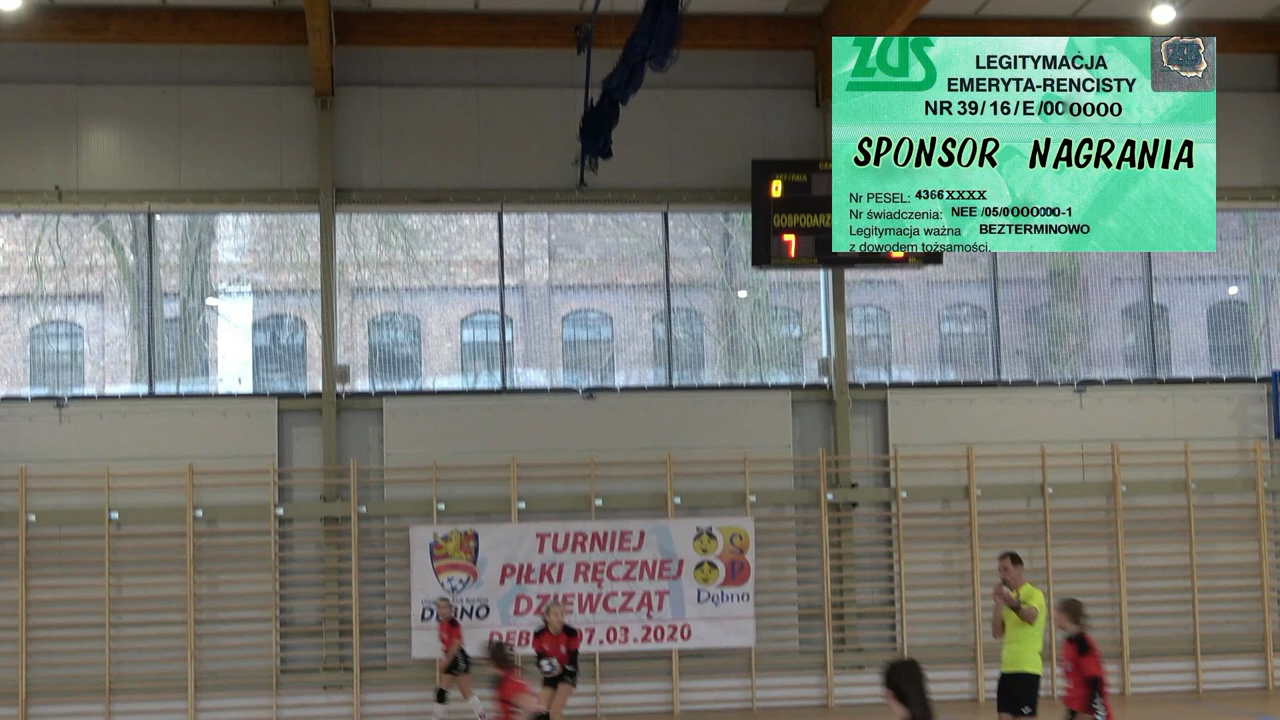 ZUS
LEGITYMACJA
EMERYTA-RENCISTY
NR 39/16/E/000000
SPONSOR NAGRANIA
Nr PESEL: 4366XXXX
Nr świadczenia: NEE /05/0000000-1
Legitymacja ważna BEZTERMINOWO
z dowodem tożsamości.
0
GOSPODARZ
7
TURNIEJ
PIŁKI RĘCZNEJ
DZIEWCZĄT
07.03.2020
DĘBNO
SP
Dębno